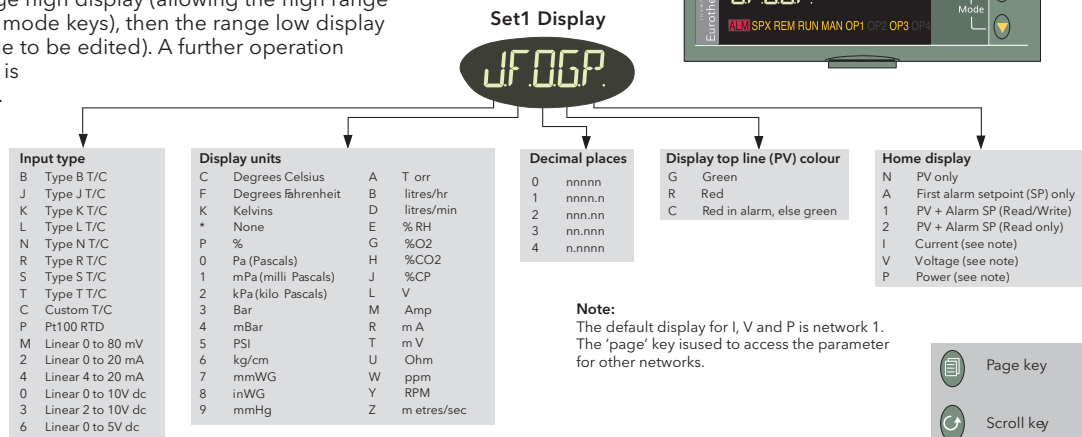 ge high display (allowing the high range
mode keys), then the range low display
ge to be edited). A further operation
is
.
Set1 Display
J.F.0.G.P.
Eurothe
ALM SPX REM RUN MAN OP1 OP2 OP3 OP4
Mode
Input type
B Type B T/C
J Type J T/C
K Type K T/C
L Type L T/C
N Type N T/C
R Type R T/C
S Type S T/C
T Type T T/C
C Custom T/C
P Pt100 RTD
M Linear 0 to 80 mV
2 Linear 0 to 20 mA
4 Linear 4 to 20 mA
0 Linear 0 to 10V dc
3 Linear 2 to 10V dc
6 Linear 0 to 5V dc
Display units
C Degrees Celsius A T orr
F Degrees Fahrenheit B litres/hr
K Kelvins D litres/min
* None E % RH
P % G %O2
0 Pa (Pascals) H %CO2
1 mPa (milli Pascals) J %CP
2 kPa (kilo Pascals) L V
3 Bar M Amp
4 mBar R m A
5 PSI T m V
6 kg/cm U Ohm
7 mmWG W ppm
8 inWG Y RPM
9 mmHg Z m etres/sec
Decimal places
0 nnnnn
1 nnnn.n
2 nnn.nn
3 nn.nnn
4 n.nnnn
Display top line (PV) colour
G Green
R Red
C Red in alarm, else green
Home display
N PV only
A First alarm setpoint (SP) only
1 PV + Alarm SP (Read/Write)
2 PV + Alarm SP (Read only)
I Current (see note)
V Voltage (see note)
P Power (see note)
Note:
The default display for I, V and P is network 1.
The ‘page’ key isused to access the parameter
for other networks.
Page key
Scroll key